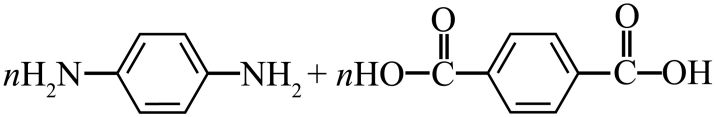 O O
nH₂N NH₂ + nHO C C OH